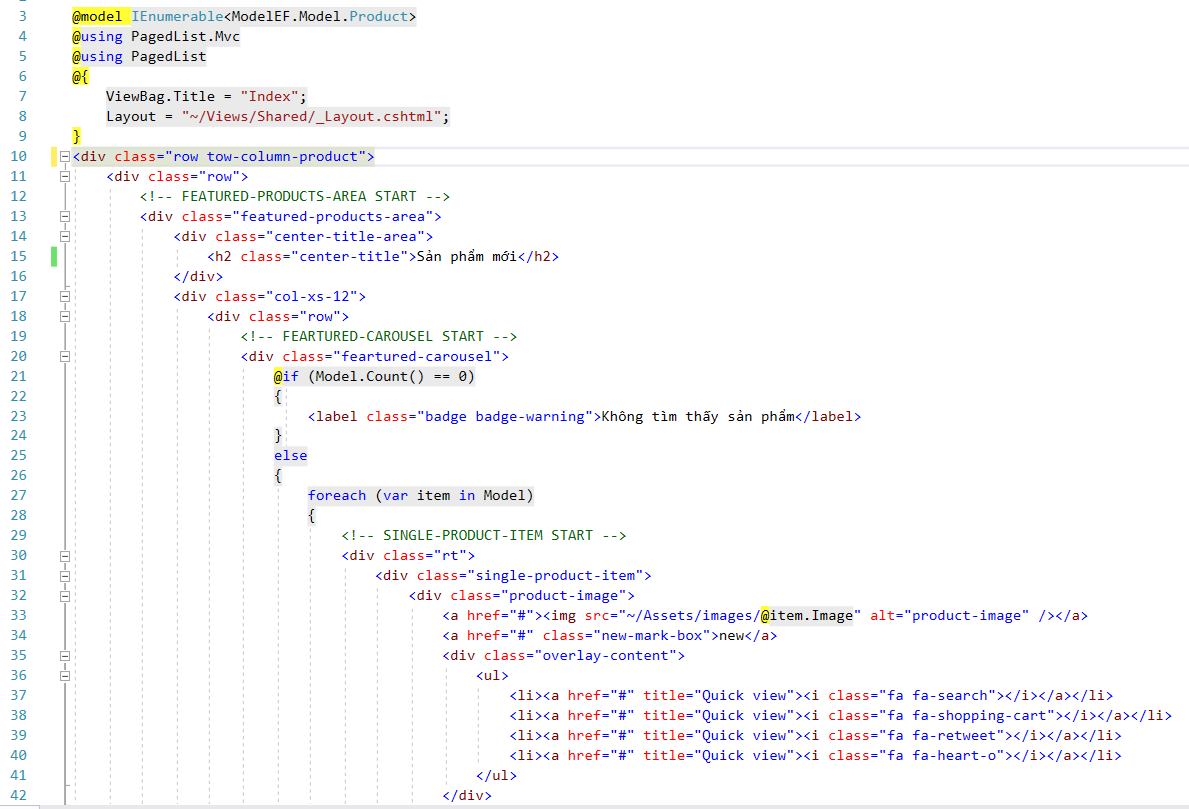 3 @model IEnumerable<ModelEF.Model.Product>
4 @using PagedList.Mvc
5 @using PagedList
6 @{
7 ViewBag.Title = "Index";
8 Layout = "~/Views/Shared/_Layout.cshtml";
9 }
10 <div class="row tow-column-product">
11 <div class="row">
12 <!-- FEATURED-PRODUCTS-AREA START -->
13 <div class="featured-products-area">
14 <div class="center-title-area">
15 <h2 class="center-title">Sản phẩm mới</h2>
16 </div>
17 <div class="col-xs-12">
18 <div class="row">
19 <!-- FEARTURED-CAROUSEL START -->
20 <div class="feartured-carousel">
21 @if (Model.Count() == 0)
22 {
23 <label class="badge badge-warning">Không tìm thấy sản phẩm</label>
24 }
25 else
26 {
27 foreach (var item in Model)
28 {
29 <!-- SINGLE-PRODUCT-ITEM START -->
30 <div class="rt">
31 <div class="single-product-item">
32 <div class="product-image">
33 <a href="#"><img src="~/Assets/images/@item.Image" alt="product-image" /></a>
34 <a href="#" class="new-mark-box">new</a>
35 <div class="overlay-content">
36 <ul>
37 <li><a href="#" title="Quick view"><i class="fa fa-search"></i></a></li>
38 <li><a href="#" title="Quick view"><i class="fa fa-shopping-cart"></i></a></li>
39 <li><a href="#" title="Quick view"><i class="fa fa-retweet"></i></a></li>
40 <li><a href="#" title="Quick view"><i class="fa fa-heart-o"></i></a></li>
41 </ul>
42 </div>